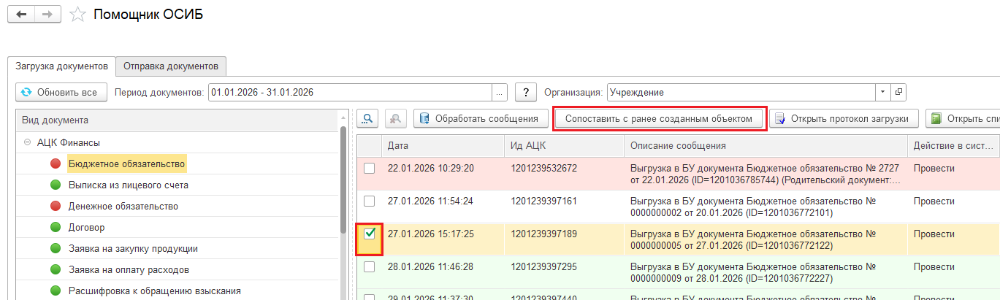 Помощник ОСИБ
Загрузка документов
Отправка документов
Обновить все
Период документов:
01.01.2026 - 31.01.2026
...
?
Организация:
Учреждение
Вид документа
АЦК Финансы
Бюджетное обязательство
Выписка из лицевого счета
Денежное обязательство
Договор
Заявка на закупку продукции
Заявка на оплату расходов
Расшифровка к обращению взыскания
Обработать сообщения
Сопоставить с ранее созданным объектом
Открыть протокол загрузки
Открыть спи
Дата
Ид АЦК
Описание сообщения
Действие в сист...
22.01.2026 10:29:20
1201239532672
Выгрузка в БУ документа Бюджетное обязательство № 2727
от 22.01.2026 (ID=1201036785744) (Родительский документ:...
Провести
27.01.2026 11:54:24
1201239397161
Выгрузка в БУ документа Бюджетное обязательство №
0000000002 от 20.01.2026 (ID=1201036772101)
Провести
27.01.2026 15:17:25
1201239397189
Выгрузка в БУ документа Бюджетное обязательство №
0000000005 от 27.01.2026 (ID=1201036772122)
Провести
28.01.2026 11:46:28
1201239397295
Выгрузка в БУ документа Бюджетное обязательство №
0000000009 от 28.01.2026 (ID=1201036772227)
Провести
29.01.2026 11:37:30
1201239397440
Выгрузка в БУ документа Бюджетное обязательство №
Провести